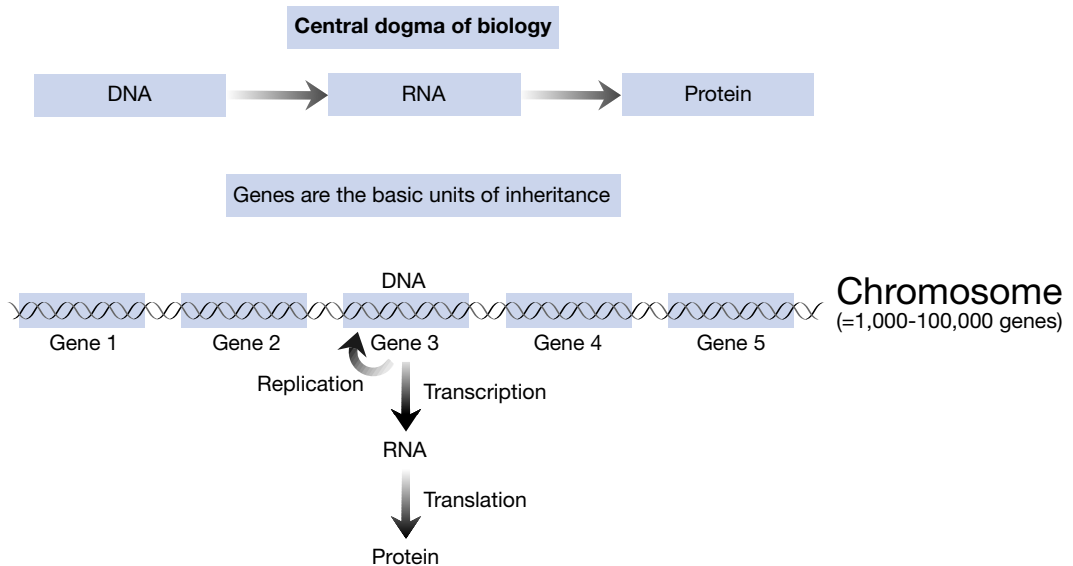 Central dogma of biology
DNA
RNA
Protein
Genes are the basic units of inheritance
DNA
Chromosome
(=1,000-100,000 genes)
Gene 1
Gene 2
Gene 3
Gene 4
Gene 5
Replication
Transcription
RNA
Translation
Protein